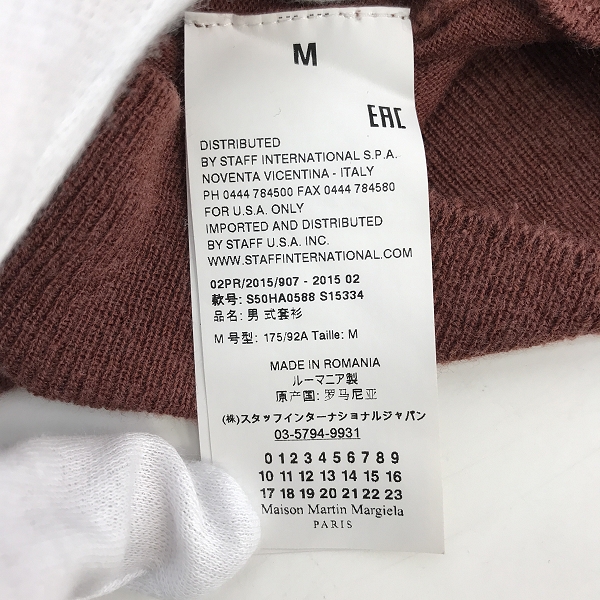 M
EAC
DISTRIBUTED
BY STAFF INTERNATIONAL S.P.A.
NOVENTA VICENTINA - ITALY
PH 0444 784500 FAX 0444 784580
FOR U.S.A. ONLY
IMPORTED AND DISTRIBUTED
BY STAFF U.S.A. INC.
WWW.STAFFINTERNATIONAL.COM
02PR/2015/907 - 2015 02
款号: S50HA0588 S15334
品名: 男 式套衫
M 号型: 175/92A Taille: M
MADE IN ROMANIA
ルーマニア製
原产国: 罗马尼亚
(株)スタッフインターナショナルジャパン
03-5794-9931
0 1 2 3 4 5 6 7 8 9
10 11 12 13 14 15 16
17 18 19 20 21 22 23
Maison Martin Margiela
PARIS